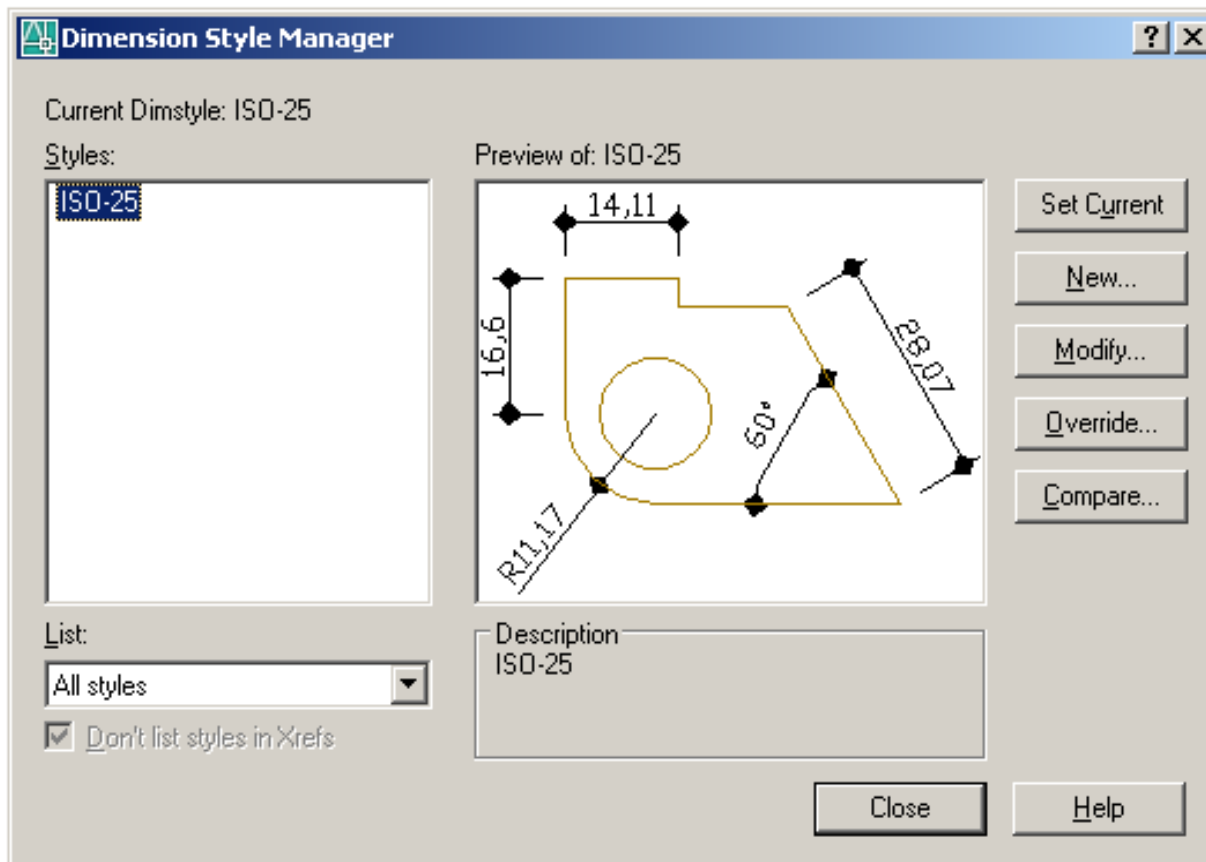 Dimension Style Manager
Current Dimstyle: ISO-25
Styles:
ISO-25
Preview of: ISO-25
14,11
16,6
28,07
60°
R11,17
Set Current
New...
Modify...
Override...
Compare...
List:
All styles
Don't list styles in Xrefs
Description
ISO-25
Close
Help